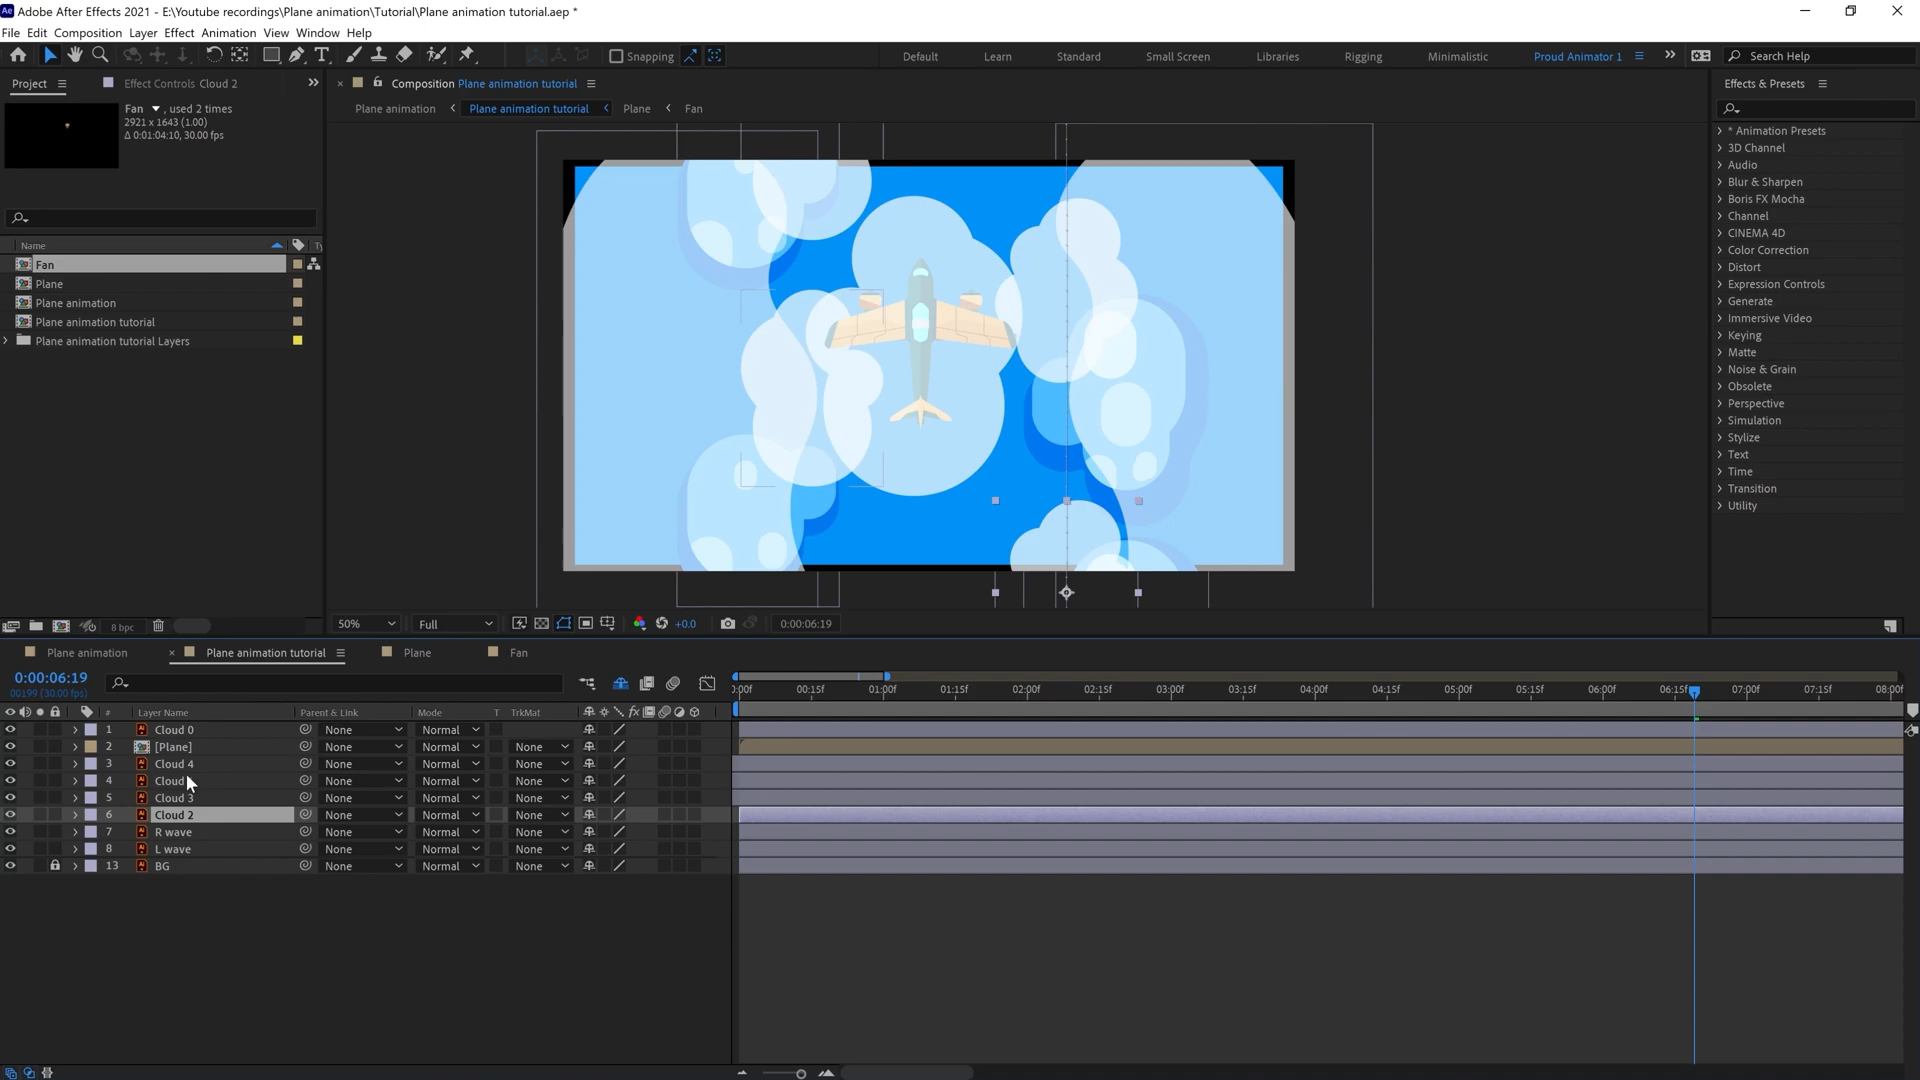 Ae Adobe After Effects 2021 - E:\Youtube recordings\Plane animation\Tutorial\Plane animation tutorial.aep *
File Edit Composition Layer Effect Animation View Window Help
Snapping
Default Learn Standard Small Screen Libraries Rigging Minimalistic Proud Animator 1 Search Help
Project Effect Controls Cloud 2
Composition Plane animation tutorial
Effects & Presets
Fan , used 2 times
2921 x 1643 (1.00)
Δ 0:01:04:10, 30.00 fps
Plane animation Plane animation tutorial Plane Fan
Name Ty
Fan
Plane
Plane animation
Plane animation tutorial
Plane animation tutorial Layers
* Animation Presets
3D Channel
Audio
Blur & Sharpen
Boris FX Mocha
Channel
CINEMA 4D
Color Correction
Distort
Expression Controls
Generate
Immersive Video
Keying
Matte
Noise & Grain
Obsolete
Perspective
Simulation
Stylize
Text
Time
Transition
Utility
8 bpc
50% Full +0.0 0:00:06:19
Plane animation Plane animation tutorial Plane Fan
0:00:06:19
00199 (30.00 fps)
:00f 00:15f 01:00f 01:15f 02:00f 02:15f 03:00f 03:15f 04:00f 04:15f 05:00f 05:15f 06:00f 06:15f 07:00f 07:15f 08:00f
# Layer Name Parent & Link Mode T TrkMat fx
1 Cloud 0 None Normal
2 [Plane] None Normal None
3 Cloud 4 None Normal None
4 Cloud None Normal None
5 Cloud 3 None Normal None
6 Cloud 2 None Normal None
7 R wave None Normal None
8 L wave None Normal None
13 BG None Normal None